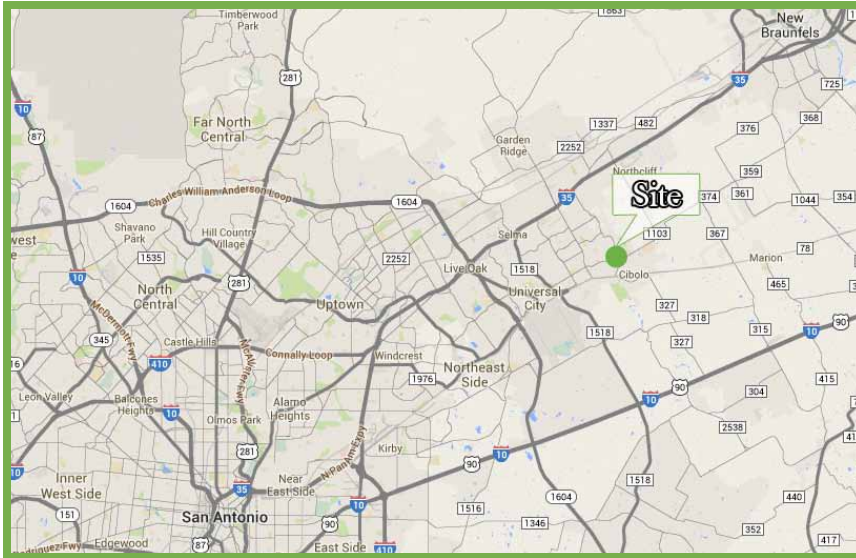 Timberwood
Park
1863
New
Braunfels
281
35
725
10
87
Far North
Central
Garden
Ridge
1337
482
376
368
2252
Northcliff
359
1604
Charles William Anderson Loop
1604
35
Site
374
361
1044
354
Shavano
Park
Hill Country
Village
Selma
1103
367
1535
2252
Live Oak
1518
78
Marion
10
281
Cibolo
465
North
Central
Uptown
Universal
City
327
318
McDermott Fwy
345
Castle Hills
410
Connally Loop
Windcrest
1518
327
315
10
90
McAllister Fwy
Northeast
Side
1976
90
415
Leon Valley
Balcones
Heights
10
Alamo
Heights
10
304
Olmos Park
2538
281
Kirby
N PanAm Expy
90
10
Inner
West Side
35
Near
East Side
10
1518
440
151
San Antonio
90
1516
1604
1346
352
417
Edgewood
87
East Side
410